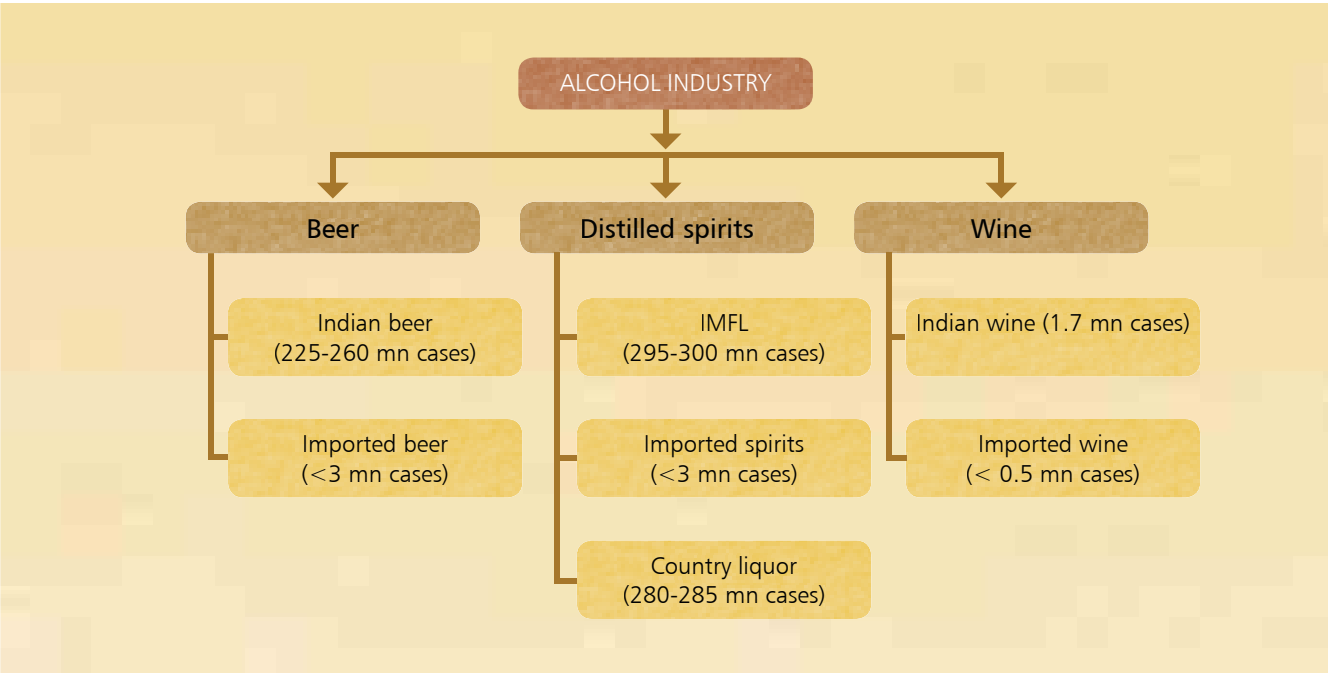 ALCOHOL INDUSTRY
Beer
Distilled spirits
Wine
Indian beer
(225-260 mn cases)
IMFL
(295-300 mn cases)
Indian wine (1.7 mn cases)
Imported beer
(<3 mn cases)
Imported spirits
(<3 mn cases)
Imported wine
(< 0.5 mn cases)
Country liquor
(280-285 mn cases)